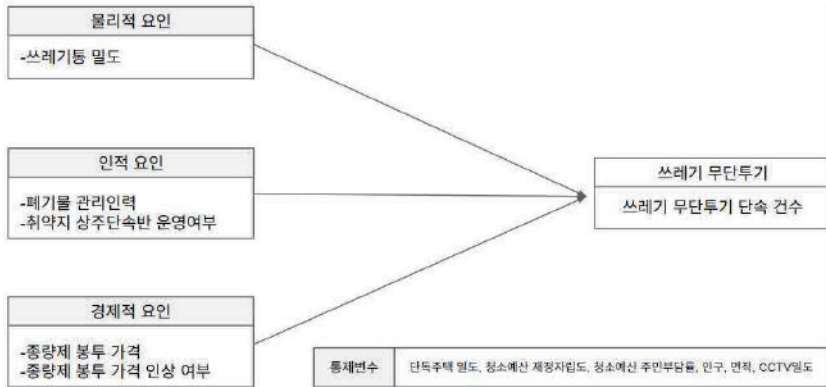 물리적 요인
-쓰레기통 밀도
인적 요인
-폐기물 관리인력
-취약지 상주단속반 운영여부
쓰레기 무단투기
쓰레기 무단투기 단속 건수
경제적 요인
-종량제 봉투 가격
-종량제 봉투 가격 인상 여부
통제변수
단독주택 밀도, 청소예산 재정자립도, 청소예산 주민부담률, 인구, 면적, CCTV밀도